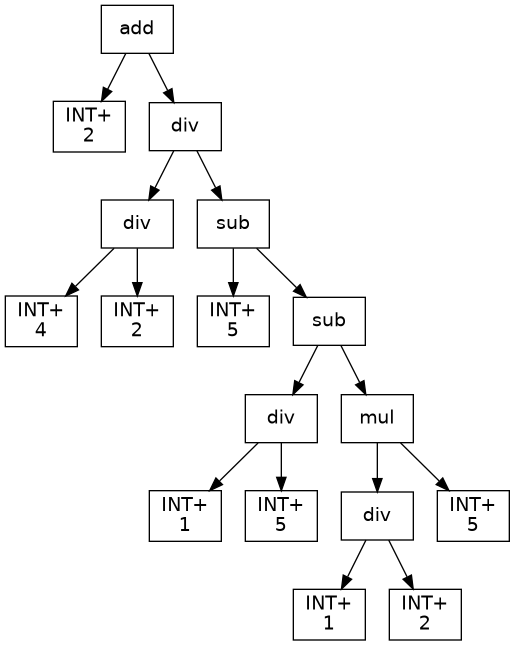 add
INT+
2
div
div
sub
INT+
4
INT+
2
INT+
5
sub
div
mul
INT+
1
INT+
5
div
INT+
5
INT+
1
INT+
2